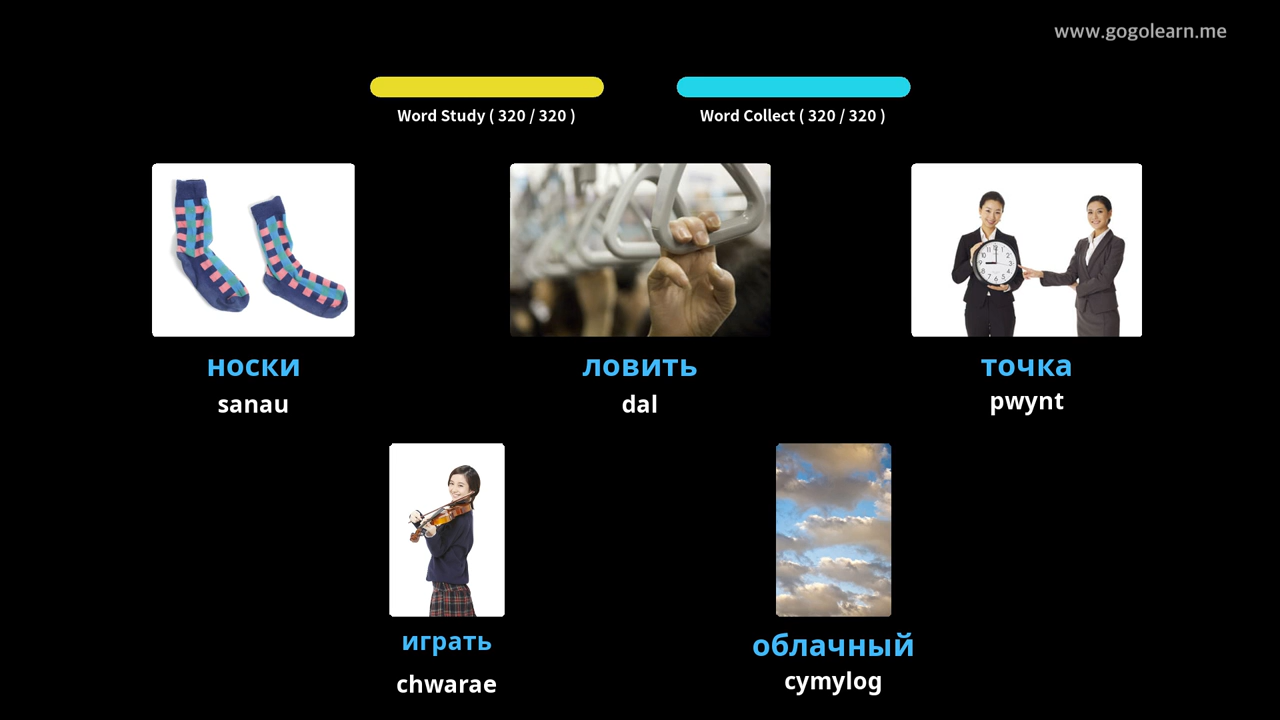 www.gogolearn.me
Word Study ( 320 / 320 )
Word Collect ( 320 / 320 )
носки
sanau
ловить
dal
точка
pwynt
играть
chwarae
облачный
cymylog